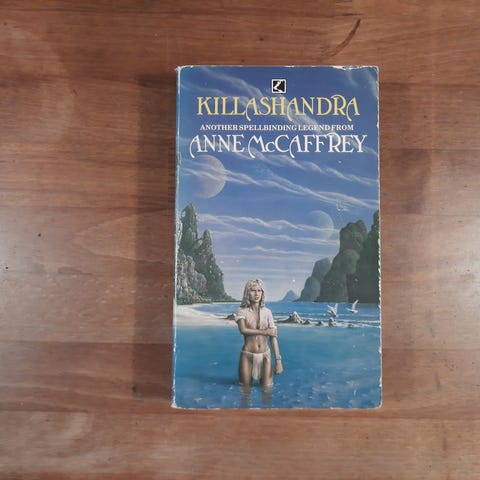 KILLASHANDRA
ANOTHER SPELLBINDING LEGEND FROM
ANNE McCAFFREY